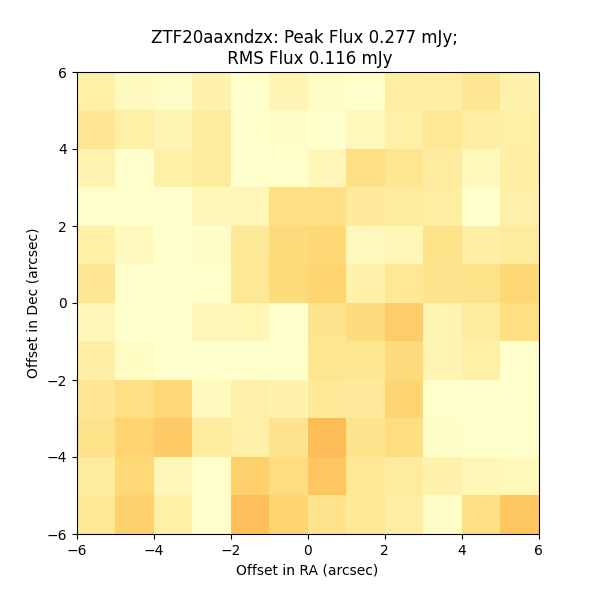 ZTF20aaxndzx: Peak Flux 0.277 mJy;
RMS Flux 0.116 mJy
6
4
2
0
−2
−4
−6
Offset in Dec (arcsec)
−6 −4 −2 0 2 4 6
Offset in RA (arcsec)